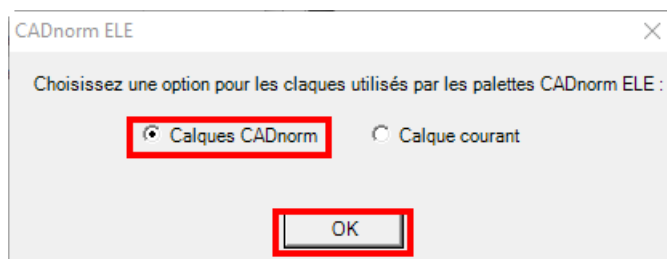 CADnorm ELE
Choisissez une option pour les claques utilisés par les palettes CADnorm ELE :
Calques CADnorm Calque courant
OK